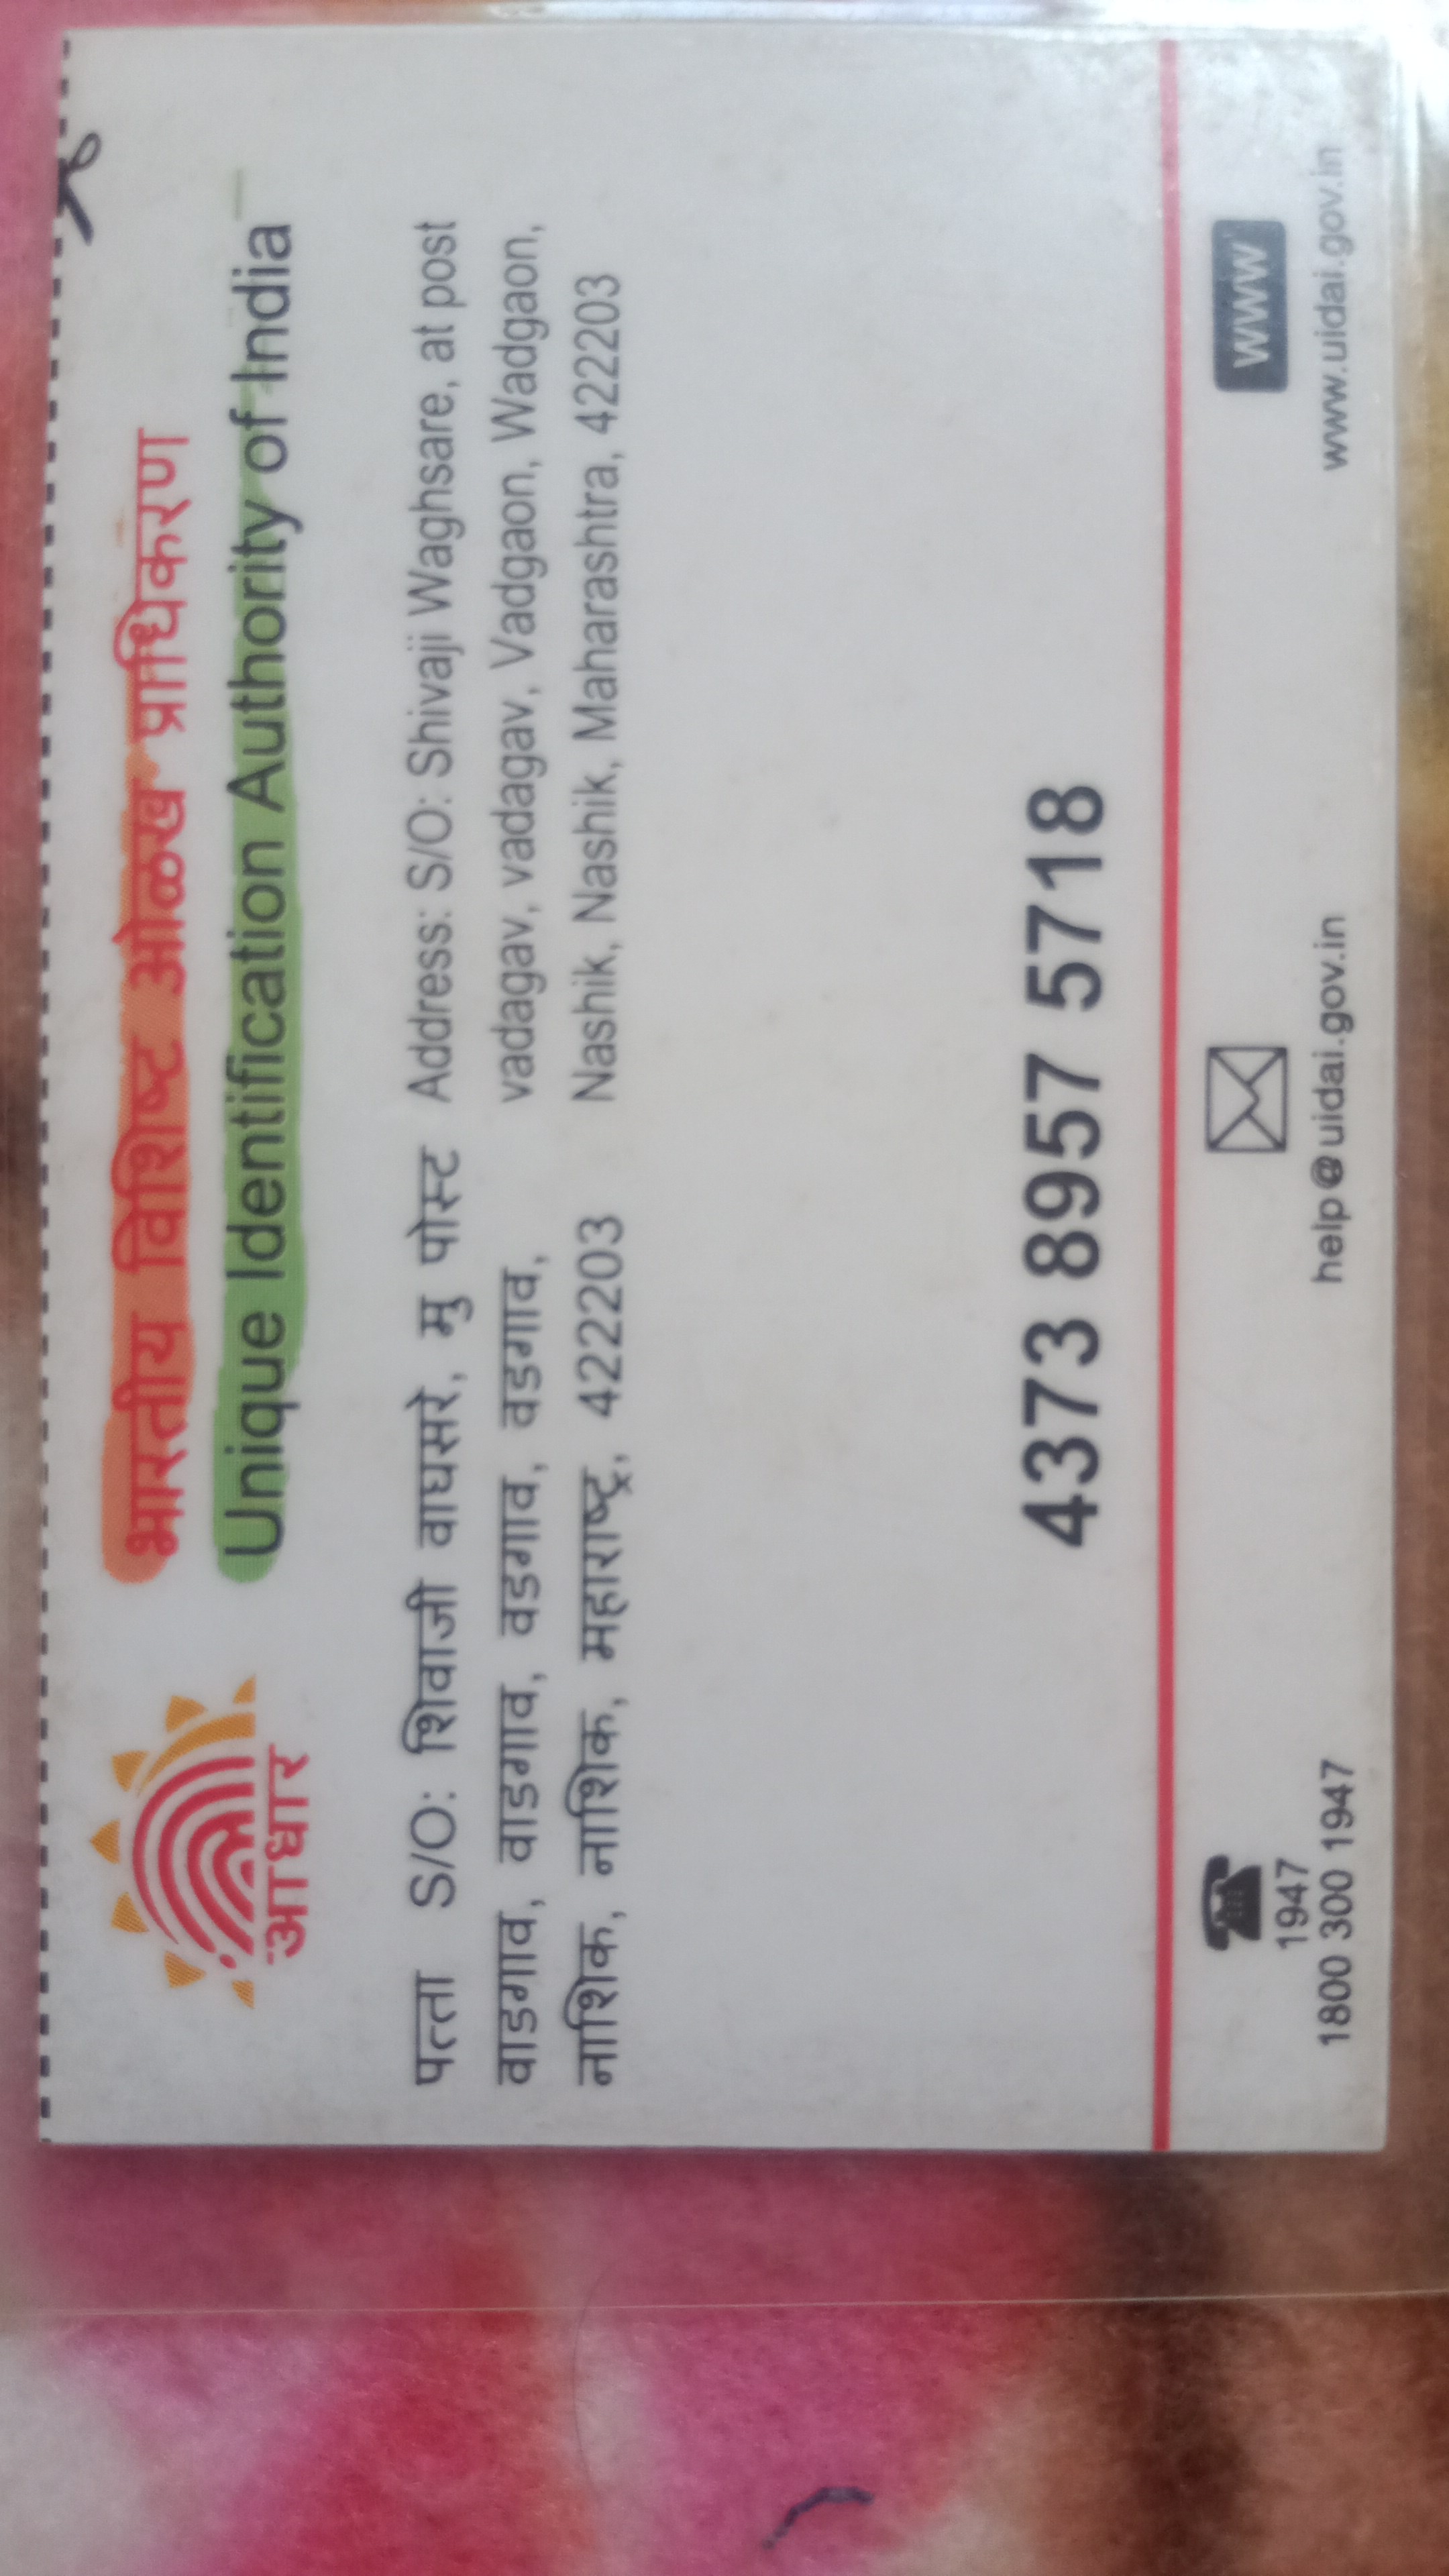 भारतीय विशिष्ट ओळख प्राधिकरण
Unique Identification Authority of India
आधार
पत्ता S/O: शिवाजी वाघसरे, मु पोस्ट
वाडगाव, वाडगाव, वडगाव, वडगाव,
नाशिक, नाशिक, महाराष्ट्र, 422203
Address: S/O: Shivaji Waghsare, at post
vadagav, vadagav, Vadgaon, Wadgaon,
Nashik, Nashik, Maharashtra, 422203
4373 8957 5718
1947
1800 300 1947
help@uidai.gov.in
WWW
www.uidai.gov.in